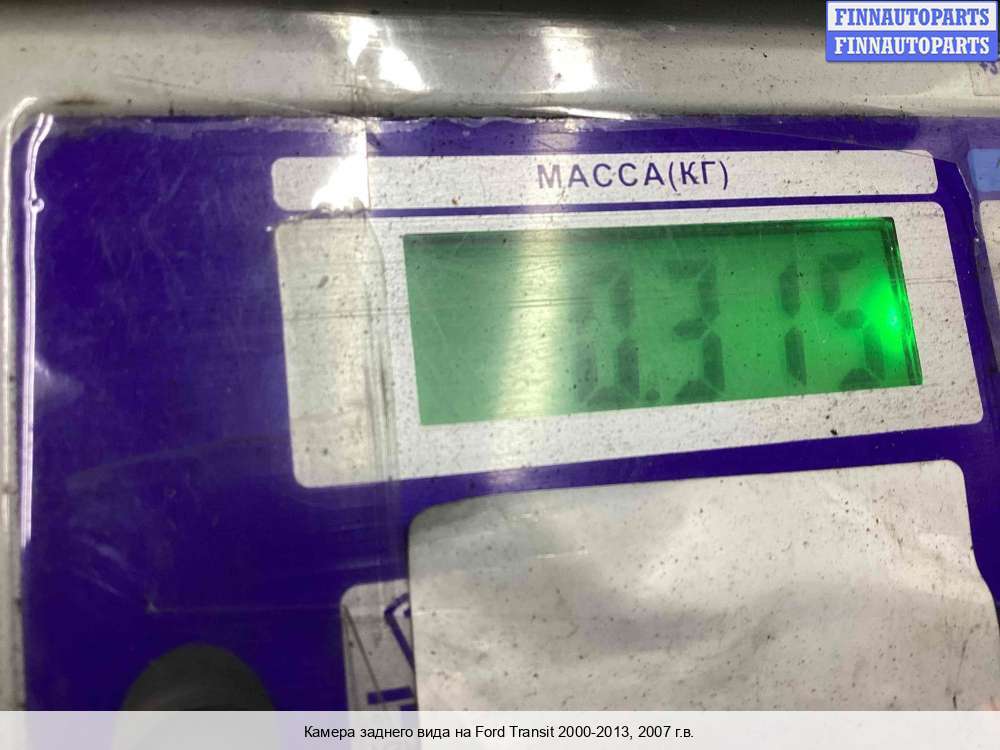 FINNAUTOPARTS
FINNAUTOPARTS
МАССА(КГ)
0.315
Камера заднего вида на Ford Transit 2000-2013, 2007 г.в.